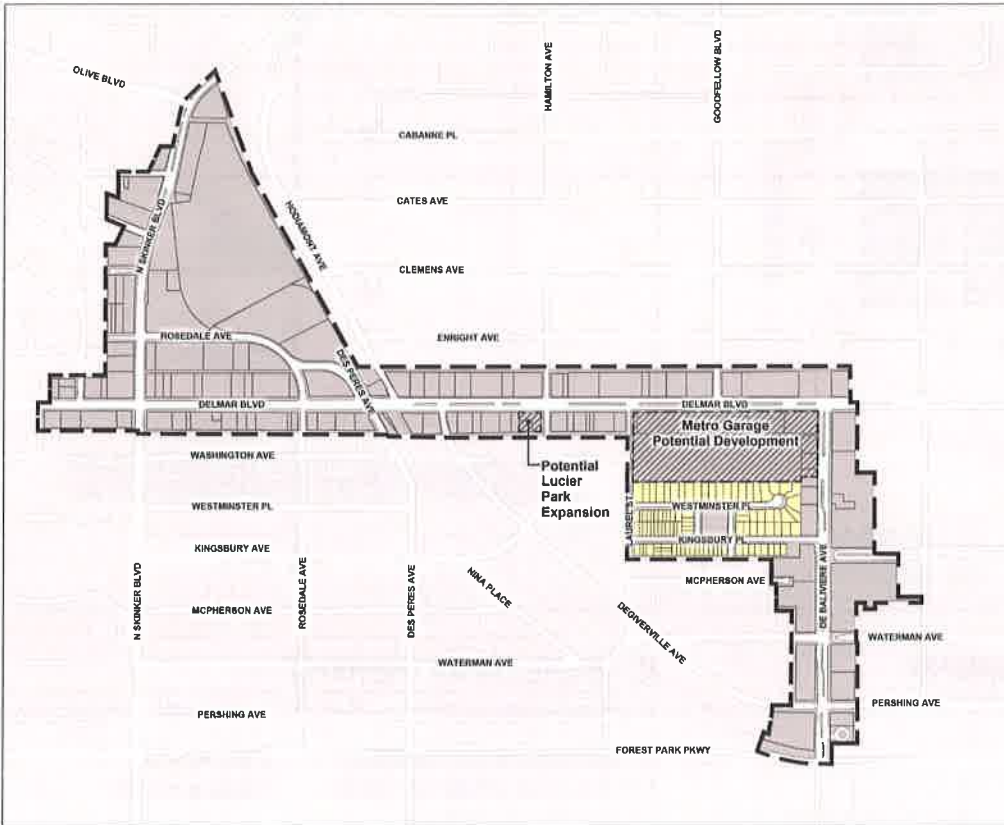 OLIVE BLVD
HAMILTON AVE
GOODFELLOW BLVD
CABANNE PL
CATES AVE
HODIAMONT AVE
N SKINKER BLVD
CLEMENS AVE
ROSEDALE AVE
ENRIGHT AVE
DES PERES AVE
DELMAR BLVD
DELMAR BLVD
Metro Garage
Potential Development
WASHINGTON AVE
Potential
Lucier
Park
Expansion
WESTMINSTER PL
LAUREL ST
WESTMINSTER PL
KINGSBURY PL
KINGSBURY AVE
N SKINKER BLVD
ROSEDALE AVE
DES PERES AVE
NINA PLACE
MCPHERSON AVE
DE BALIVIERE AVE
MCPHERSON AVE
DEGIVERVILLE AVE
WATERMAN AVE
WATERMAN AVE
PERSHING AVE
PERSHING AVE
FOREST PARK PKWY